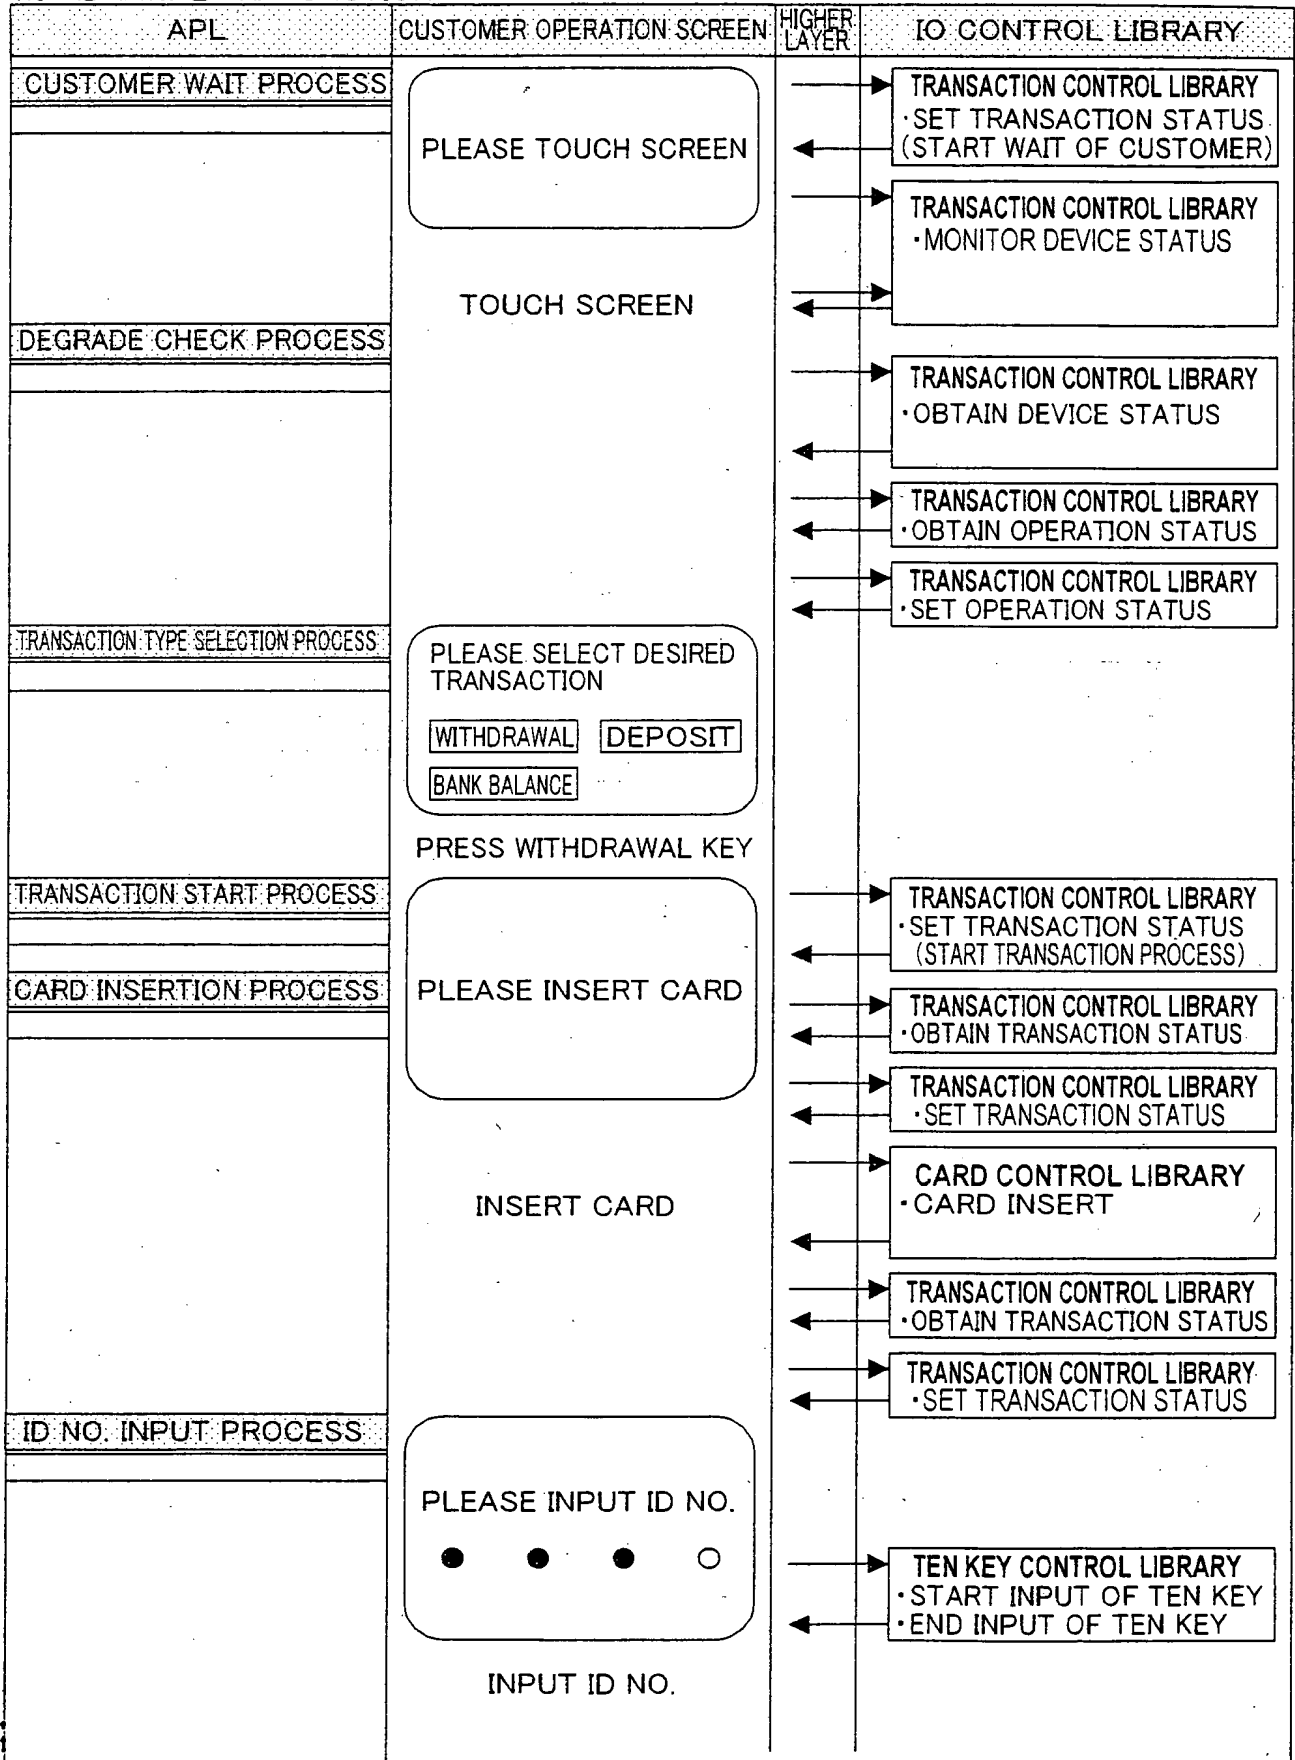 APL
CUSTOMER OPERATION SCREEN
HIGHER
LAYER
IO CONTROL LIBRARY
CUSTOMER WAIT PROCESS
PLEASE TOUCH SCREEN
TRANSACTION CONTROL LIBRARY
·SET TRANSACTION STATUS
(START WAIT OF CUSTOMER)
TRANSACTION CONTROL LIBRARY
·MONITOR DEVICE STATUS
TOUCH SCREEN
DEGRADE CHECK PROCESS
TRANSACTION CONTROL LIBRARY
·OBTAIN DEVICE STATUS
TRANSACTION CONTROL LIBRARY
·OBTAIN OPERATION STATUS
TRANSACTION CONTROL LIBRARY
·SET OPERATION STATUS
TRANSACTION TYPE SELECTION PROCESS
PLEASE SELECT DESIRED
TRANSACTION
WITHDRAWAL DEPOSIT
BANK BALANCE
PRESS WITHDRAWAL KEY
TRANSACTION START PROCESS
TRANSACTION CONTROL LIBRARY
·SET TRANSACTION STATUS
(START TRANSACTION PROCESS)
CARD INSERTION PROCESS
PLEASE INSERT CARD
TRANSACTION CONTROL LIBRARY
·OBTAIN TRANSACTION STATUS
TRANSACTION CONTROL LIBRARY
·SET TRANSACTION STATUS
INSERT CARD
CARD CONTROL LIBRARY
·CARD INSERT
TRANSACTION CONTROL LIBRARY
·OBTAIN TRANSACTION STATUS
TRANSACTION CONTROL LIBRARY
·SET TRANSACTION STATUS
ID NO. INPUT PROCESS
PLEASE INPUT ID NO.
TEN KEY CONTROL LIBRARY
·START INPUT OF TEN KEY
·END INPUT OF TEN KEY
INPUT ID NO.